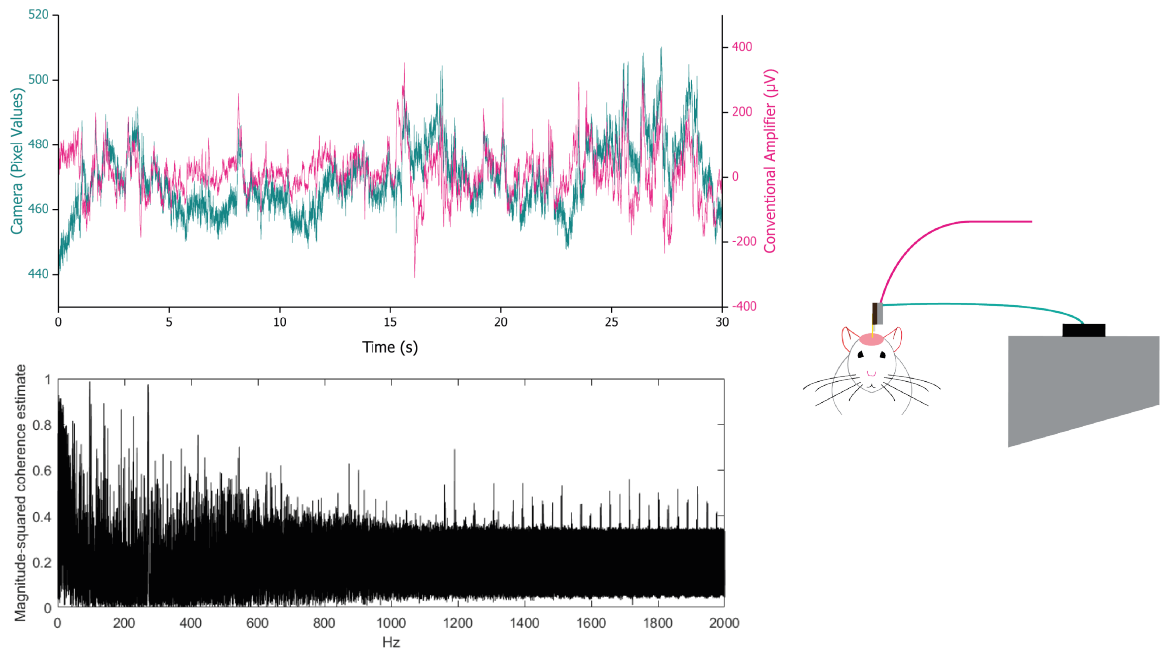 520
500
480
460
440
Camera (Pixel Values)
400
200
0
-200
-400
Conventional Amplifier (μV)
0 5 10 15 20 25 30
Time (s)
1
0.8
0.6
0.4
0.2
0
Magnitude-squared coherence estimate
0 200 400 600 800 1000 1200 1400 1600 1800 2000
Hz